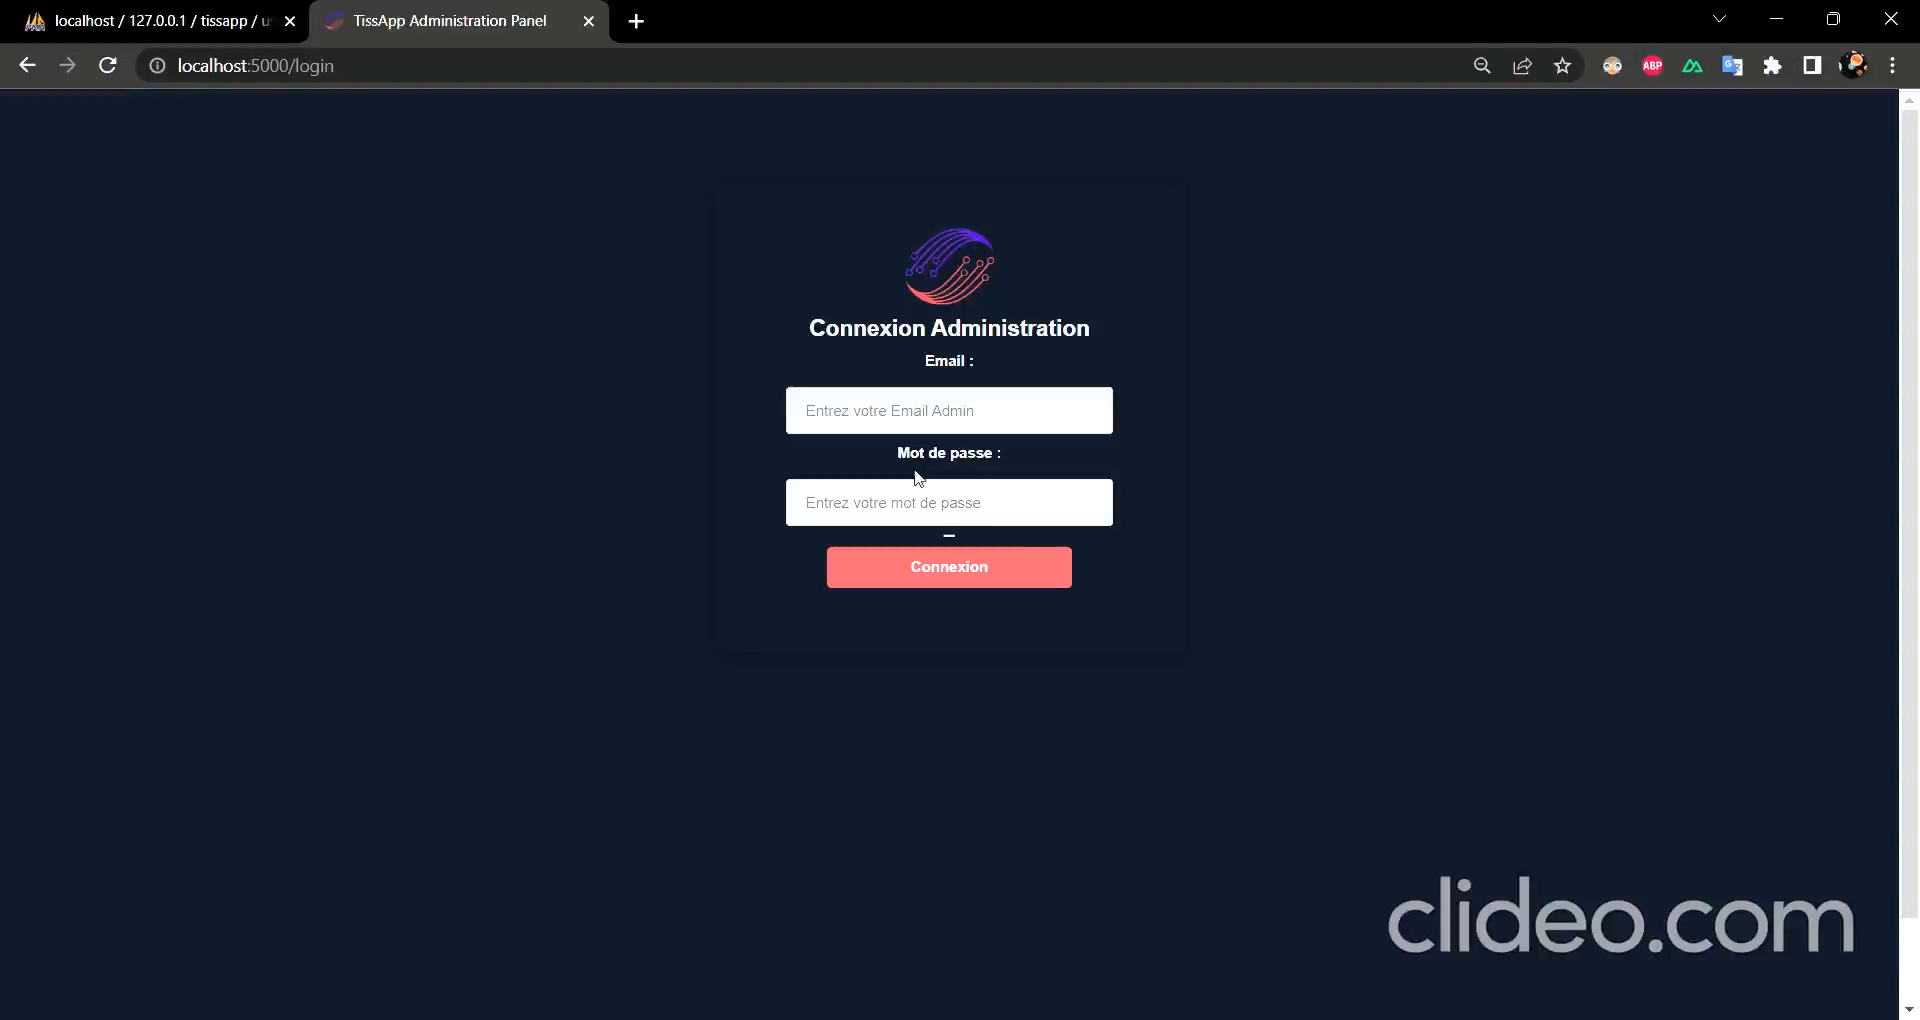 localhost / 127.0.0.1 / tissapp / u
TissApp Administration Panel
localhost:5000/login
ABP
Connexion Administration
Email :
Entrez votre Email Admin
Mot de passe :
Entrez votre mot de passe
Connexion
clideo.com